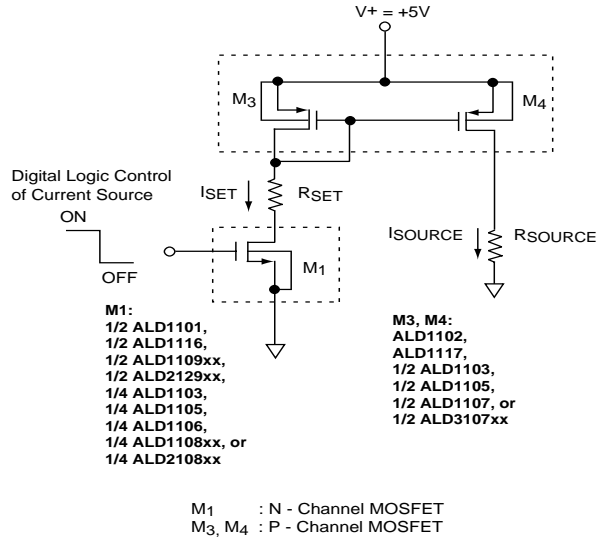 V+ = +5V
M3
M4
Digital Logic Control
of Current Source
ON
OFF
ISET
RSET
M1
ISOURCE
RSOURCE
M1:
1/2 ALD1101,
1/2 ALD1116,
1/2 ALD1109xx,
1/2 ALD2129xx,
1/4 ALD1103,
1/4 ALD1105,
1/4 ALD1106,
1/4 ALD1108xx, or
1/4 ALD2108xx
M3, M4:
ALD1102,
ALD1117,
1/2 ALD1103,
1/2 ALD1105,
1/2 ALD1107, or
1/2 ALD3107xx
M1 : N - Channel MOSFET
M3, M4 : P - Channel MOSFET